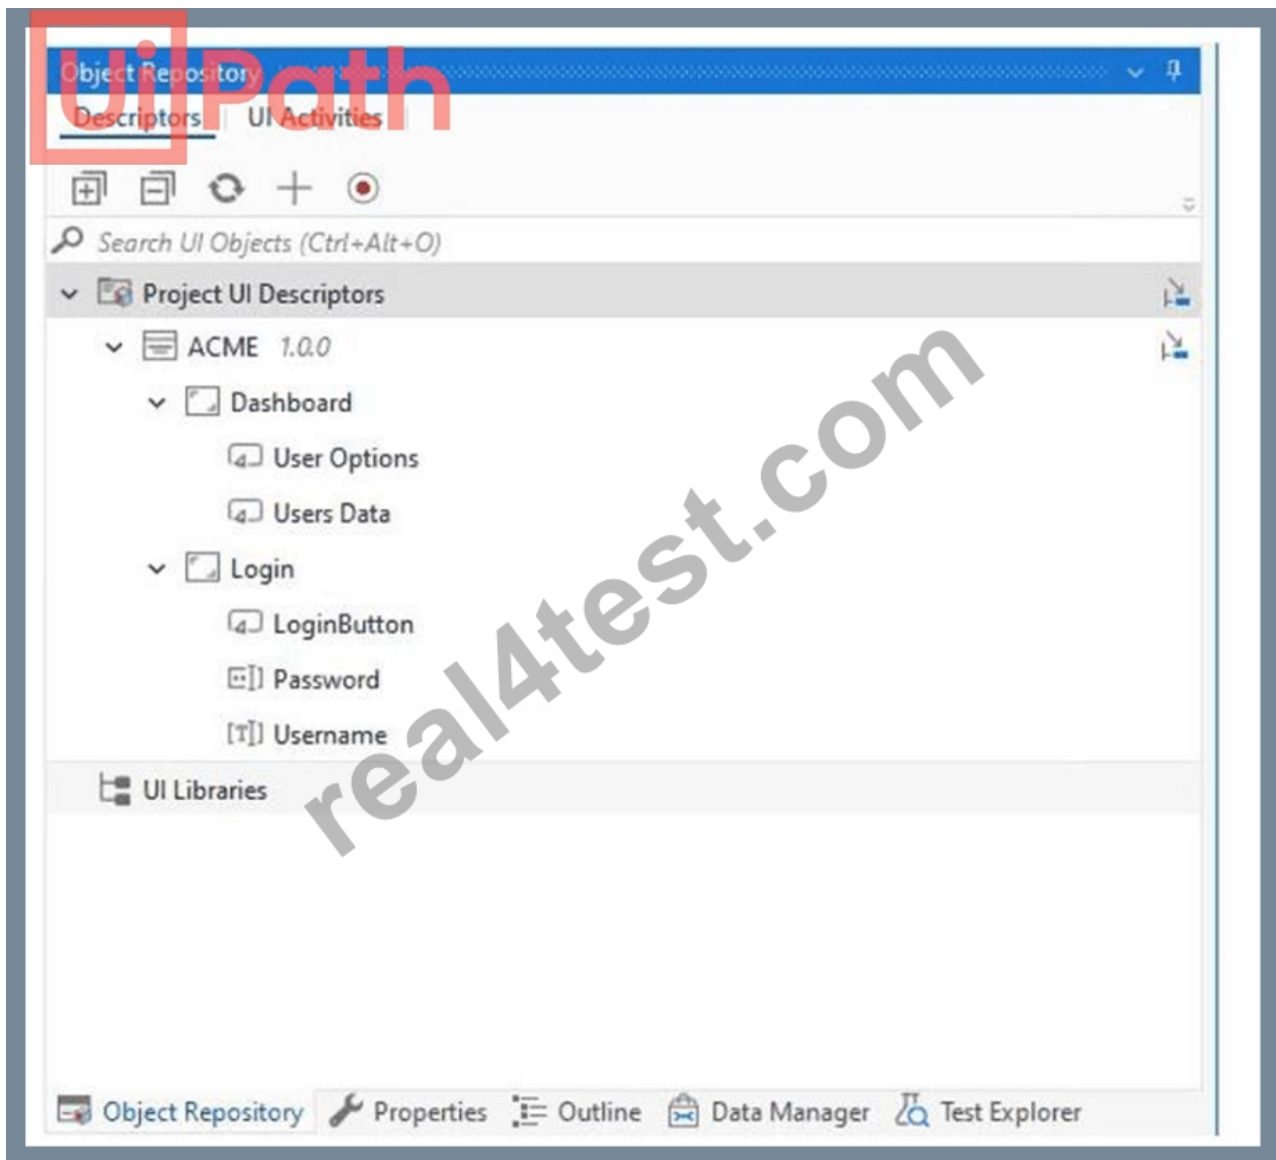 UiPath
Object Repository
Descriptors UI Activities
Search UI Objects (Ctrl+Alt+O)
Project UI Descriptors
ACME 1.0.0
Dashboard
User Options
Users Data
Login
LoginButton
Password
Username
UI Libraries
real4test.com
Object Repository Properties Outline Data Manager Test Explorer